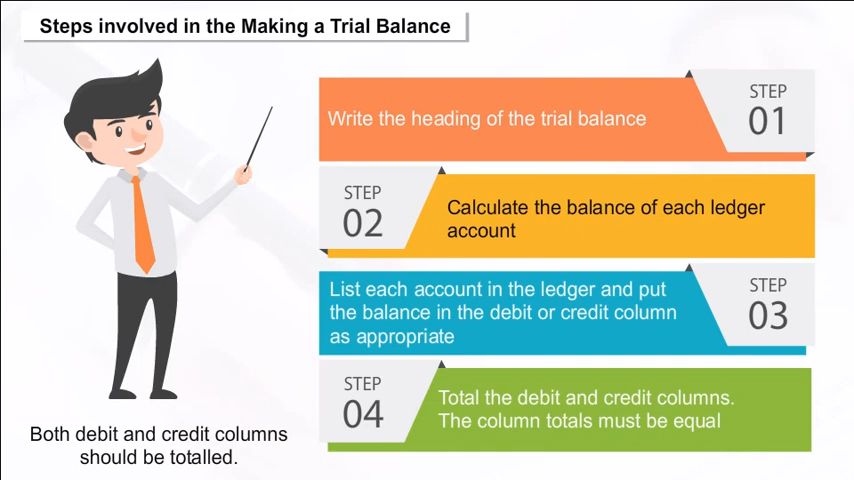 Steps involved in the Making a Trial Balance
STEP
01
Write the heading of the trial balance
STEP
02
Calculate the balance of each ledger
account
STEP
03
List each account in the ledger and put
the balance in the debit or credit column
as appropriate
STEP
04
Total the debit and credit columns.
The column totals must be equal
Both debit and credit columns
should be totalled.